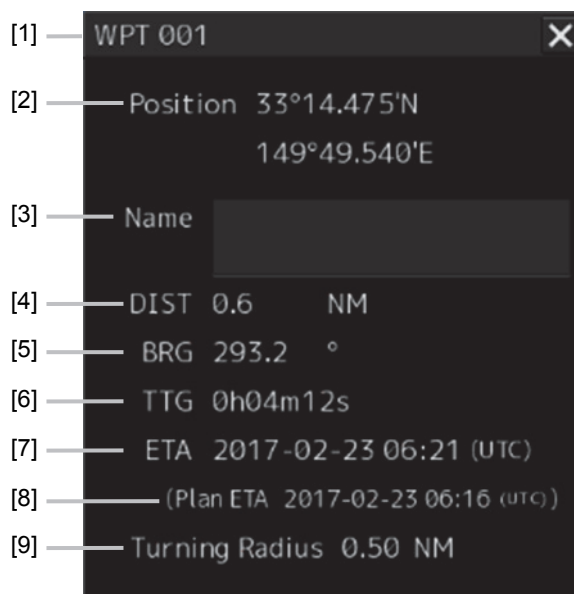 [1] WPT 001
[2] Position 33°14.475'N
149°49.540'E
[3] Name
[4] DIST 0.6 NM
[5] BRG 293.2 °
[6] TTG 0h04m12s
[7] ETA 2017-02-23 06:21 (UTC)
[8] (Plan ETA 2017-02-23 06:16 (UTC))
[9] Turning Radius 0.50 NM